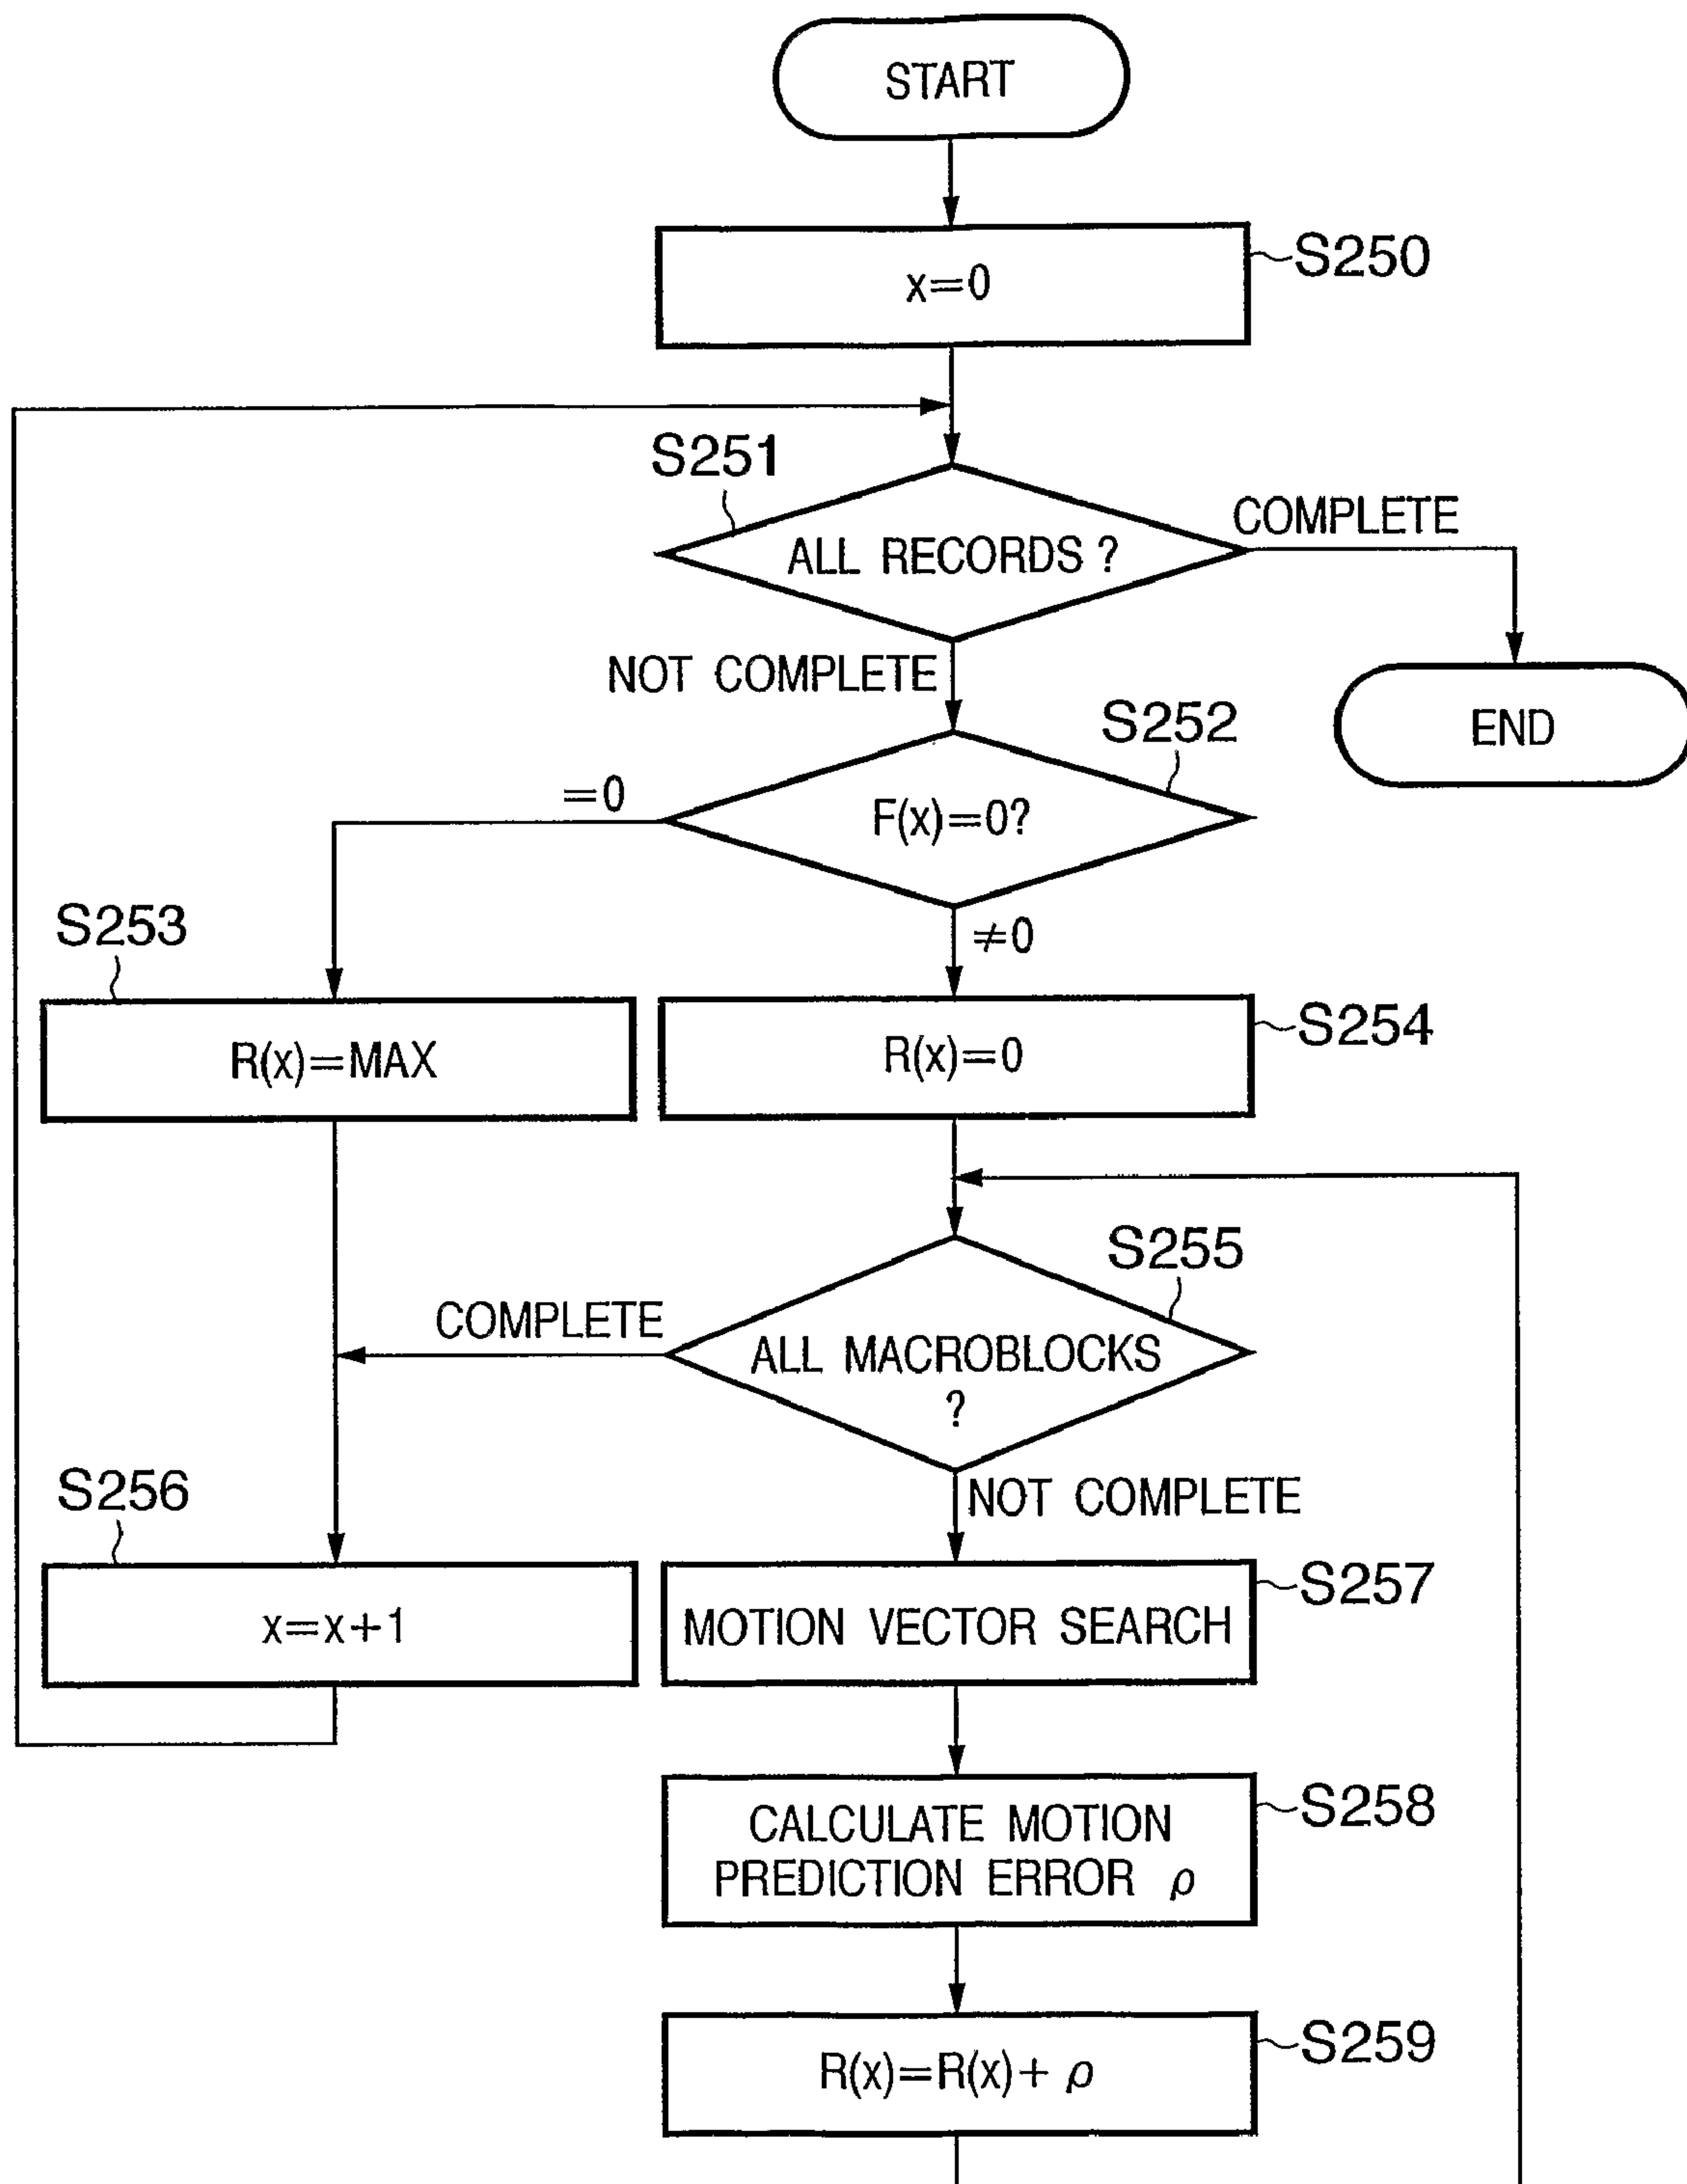 START
x=0
S250
S251
ALL RECORDS ?
COMPLETE
NOT COMPLETE
END
S252
=0
F(x)=0?
≠0
S253
R(x)=MAX
R(x)=0
S254
S255
COMPLETE
ALL MACROBLOCKS
?
NOT COMPLETE
S256
x=x+1
MOTION VECTOR SEARCH
S257
CALCULATE MOTION
PREDICTION ERROR ρ
S258
R(x)=R(x)+ ρ
S259